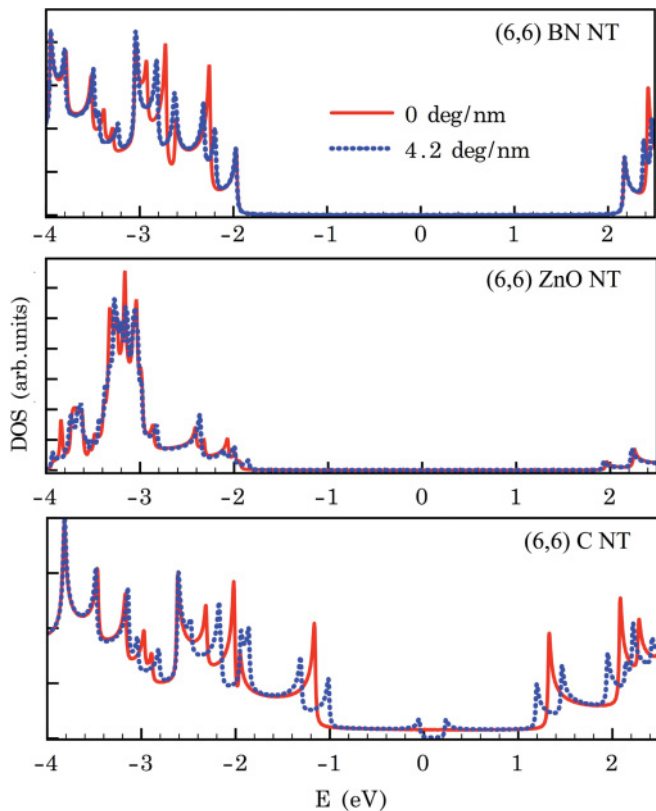 (6,6) BN NT
0 deg/nm
4.2 deg/nm
-4 -3 -2 -1 0 1 2
(6,6) ZnO NT
DOS (arb.units)
-4 -3 -2 -1 0 1 2
(6,6) C NT
-4 -3 -2 -1 0 1 2
E (eV)